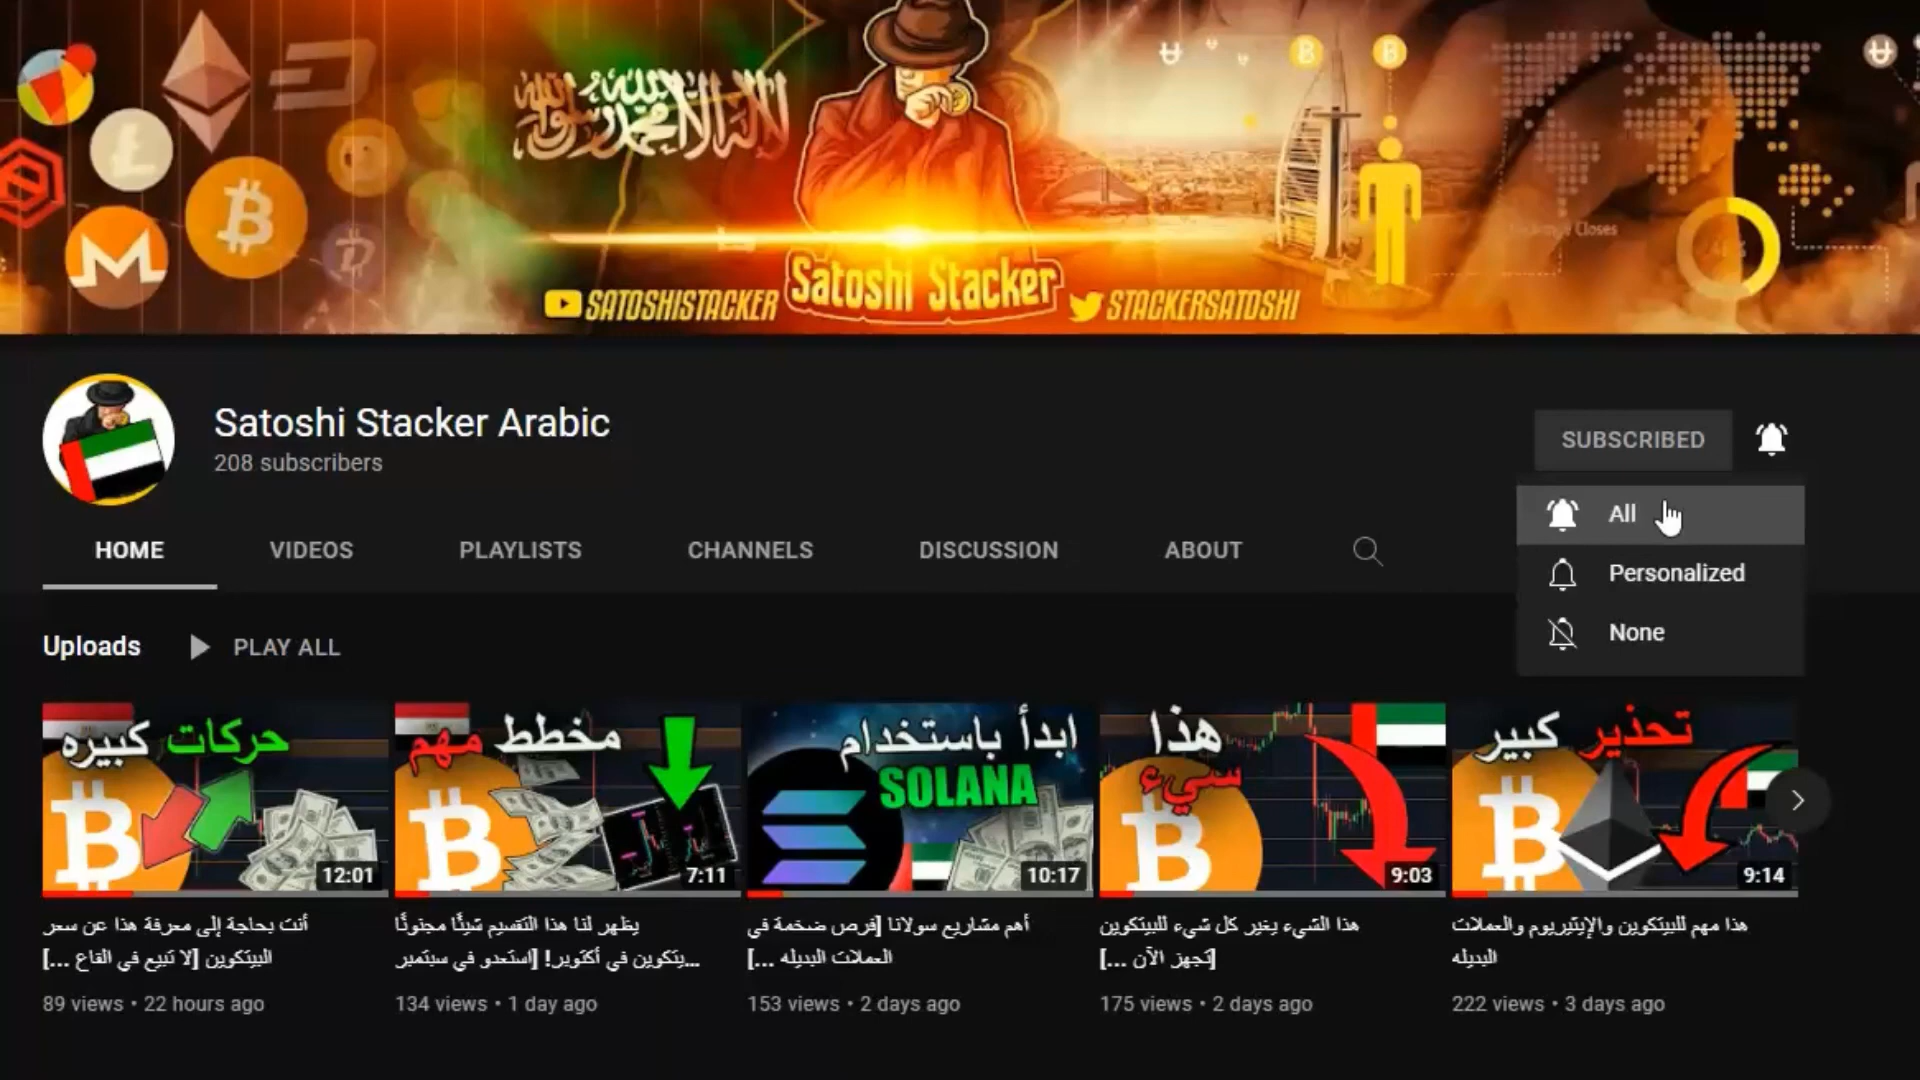 لا إله إلا الله محمد رسول الله
Satoshi Stacker
SATOSHISTACKER
STACKERSATOSHI
Satoshi Stacker Arabic
208 subscribers
SUBSCRIBED
All
Personalized
None
HOME
VIDEOS
PLAYLISTS
CHANNELS
DISCUSSION
ABOUT
Uploads
PLAY ALL
حركات كبيره
12:01
مخطط مهم
7:11
ابدأ باستخدام
SOLANA
10:17
هذا
سيء
9:03
تحذير كبير
9:14
أنت بحاجة إلى معرفة هذا عن سعر
البيتكوين [لا تبيع في القاع ...]
89 views • 22 hours ago
يظهر لنا هذا التقسيم شيئًا مجنونًا
...يتكوين في أكتوبر! [استعدو في سبتمبر
134 views • 1 day ago
أهم مشاريع سولانا [فرص ضخمة في
العملات البديله ...]
153 views • 2 days ago
هذا الشيء يغير كل شيء للبيتكوين
[تجهز الآن ...]
175 views • 2 days ago
هذا مهم للبيتكوين والإيثيريوم والعملات
البديله
222 views • 3 days ago